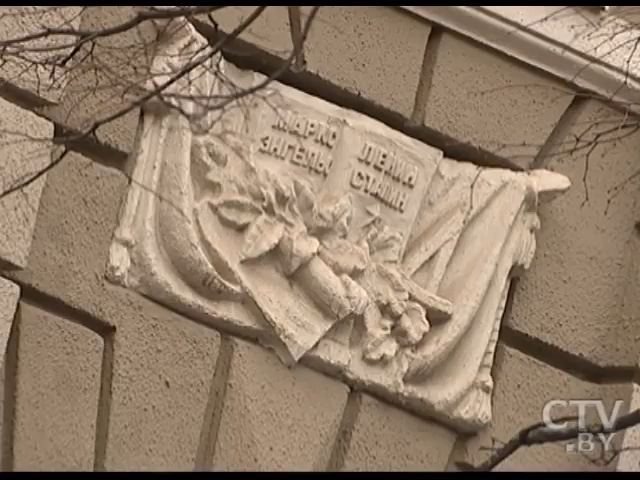 МАРКС
ЭНГЕЛЬС
ЛЕНИН
СТАЛИН
CTV
.BY